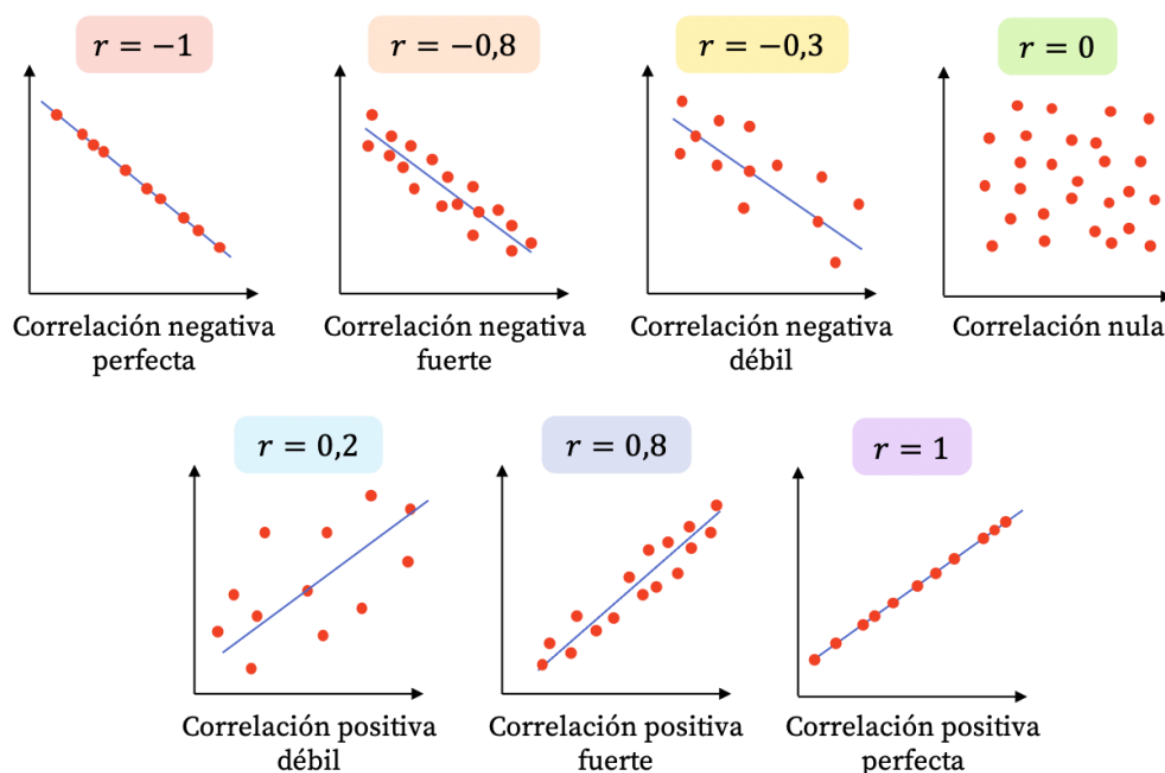 r = −1
r = −0,8
r = −0,3
r = 0
Correlación negativa
perfecta
Correlación negativa
fuerte
Correlación negativa
débil
Correlación nula
r = 0,2
r = 0,8
r = 1
Correlación positiva
débil
Correlación positiva
fuerte
Correlación positiva
perfecta